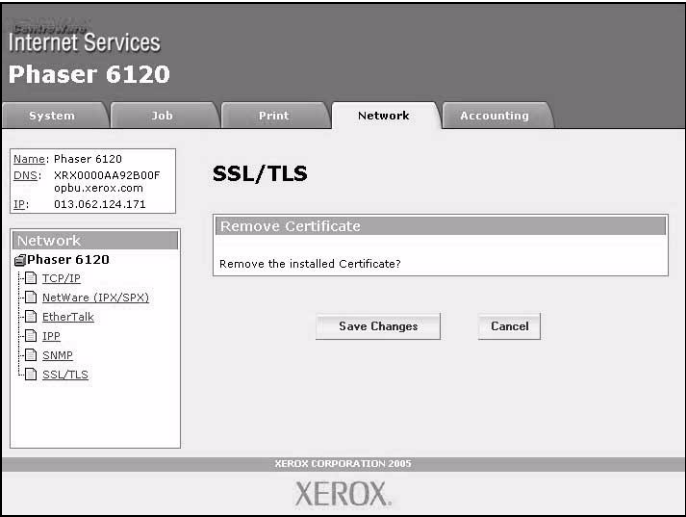 CentreWare
Internet Services
Phaser 6120
System Job Print Network Accounting
Name: Phaser 6120
DNS: XRX0000AA92B00F
opbu.xerox.com
IP: 013.062.124.171
Network
Phaser 6120
TCP/IP
NetWare (IPX/SPX)
EtherTalk
IPP
SNMP
SSL/TLS
SSL/TLS
Remove Certificate
Remove the installed Certificate?
Save Changes Cancel
XEROX CORPORATION 2005
XEROX.